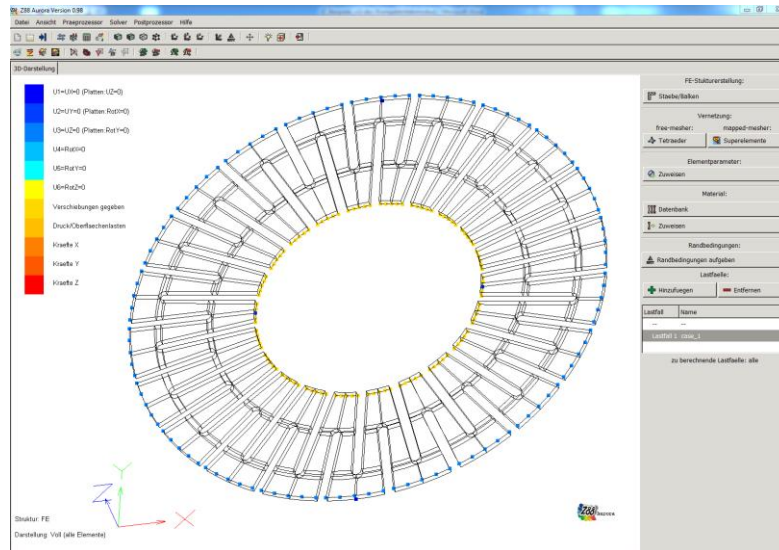 Z88 Aurora Version 0.98
Datei Ansicht Praeprozessor Solver Postprozessor Hilfe
3D-Darstellung
U1=UX=0 (Platten:UZ=0)
U2=UY=0 (Platten:RotX=0)
U3=UZ=0 (Platten:RotY=0)
U4=RotX=0
U5=RotY=0
U6=RotZ=0
Verschiebungen gegeben
Druck/Oberflaechenlasten
Kraefte X
Kraefte Y
Kraefte Z
Z
Y
X
Struktur: FE
Darstellung Voll (alle Elemente)
Z88
FE-Stukturerstellung:
Staebe/Balken
Vernetzung:
free-mesher: mapped-mesher:
Tetraeder Superelemente
Elementparameter:
Zuweisen
Material:
Datenbank
Zuweisen
Randbedingungen:
Randbedingungen aufgeben
Lastfaelle:
Hinzufuegen Entfernen
Lastfall Name
-- --
Lastfall 1
zu berechnende Lastfaelle: alle